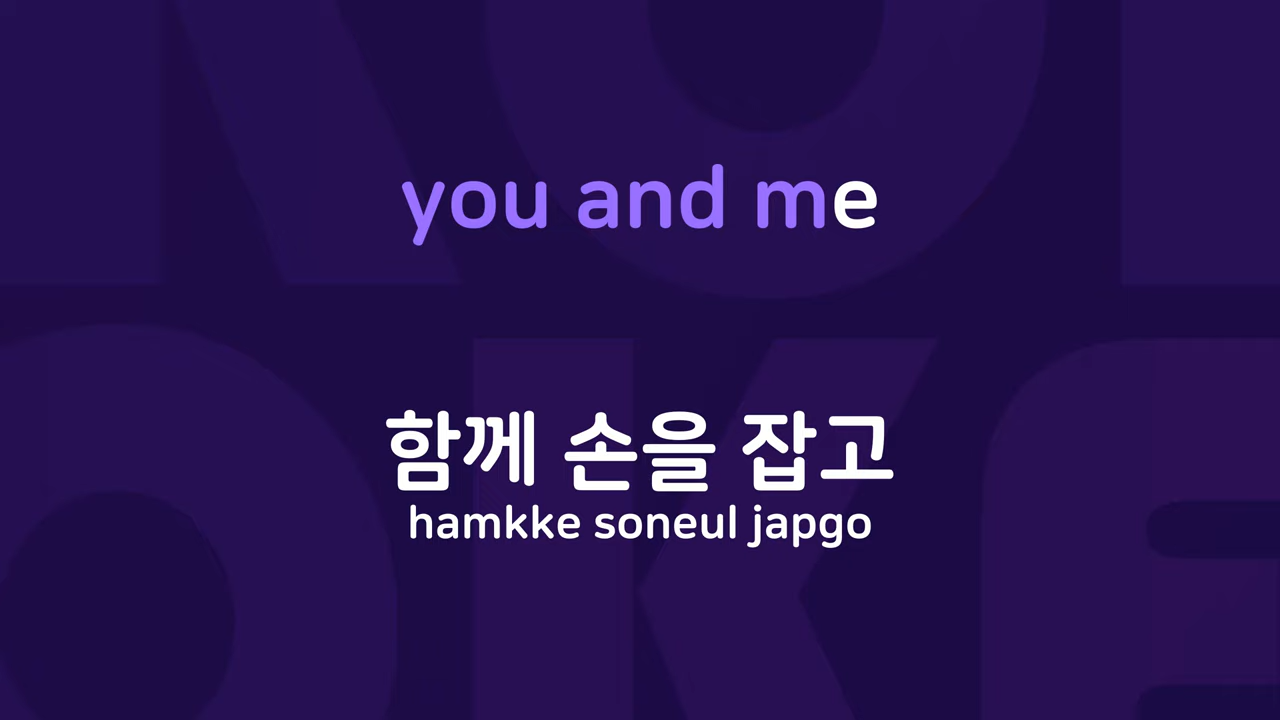 you and me
함께 손을 잡고
hamkke soneul japgo